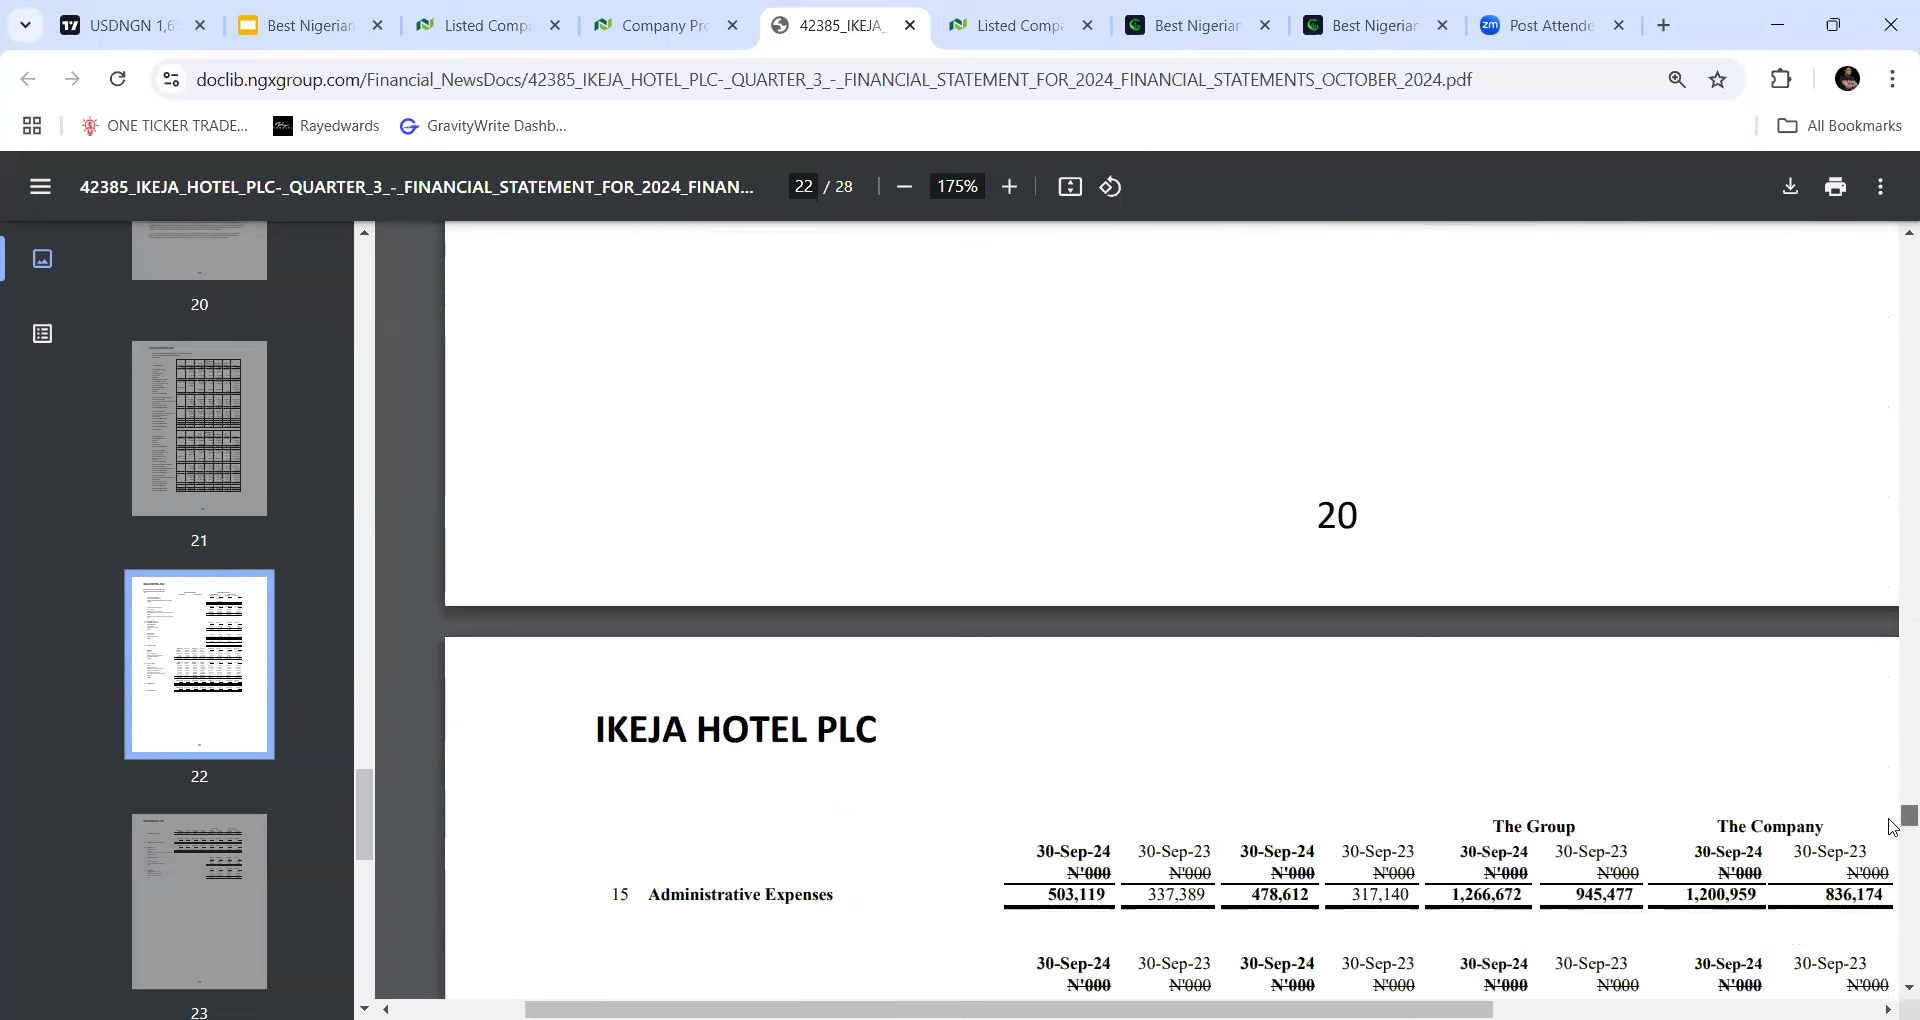 USDNGN 1,6
Best Nigerian
Listed Comp
Company Pro
42385_IKEJA_
Listed Comp
Best Nigerian
Best Nigerian
zm
Post Attende
doclib.ngxgroup.com/Financial_NewsDocs/42385_IKEJA_HOTEL_PLC-_QUARTER_3_-_FINANCIAL_STATEMENT_FOR_2024_FINANCIAL_STATEMENTS_OCTOBER_2024.pdf
ONE TICKER TRADE...
Rayedwards
GravityWrite Dashb...
All Bookmarks
42385_IKEJA_HOTEL_PLC-_QUARTER_3_-_FINANCIAL_STATEMENT_FOR_2024_FINAN...
22 / 28
175%
20
21
22
23
20
IKEJA HOTEL PLC
The Group The Company
30-Sep-24 30-Sep-23 30-Sep-24 30-Sep-23 30-Sep-24 30-Sep-23 30-Sep-24 30-Sep-23
N'000 N'000 N'000 N'000 N'000 N'000 N'000 N'000
15 Administrative Expenses 503,119 337,389 478,612 317,140 1,266,672 945,477 1,200,959 836,174
30-Sep-24 30-Sep-23 30-Sep-24 30-Sep-23 30-Sep-24 30-Sep-23 30-Sep-24 30-Sep-23
N'000 N'000 N'000 N'000 N'000 N'000 N'000 N'000